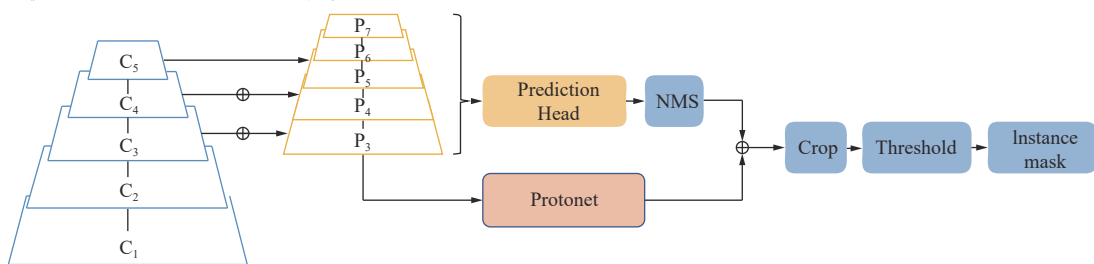 C5
C4
C3
C2
C1
P7
P6
P5
P4
P3
Prediction
Head
NMS
Protonet
Crop
Threshold
Instance
mask